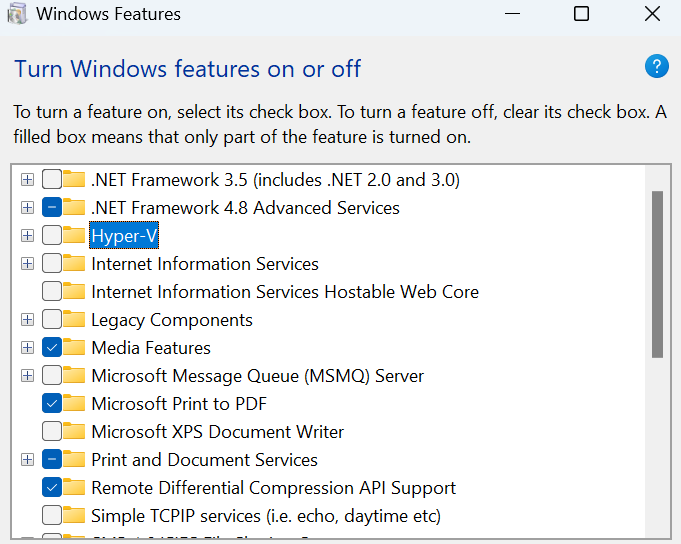 Windows Features
Turn Windows features on or off
?
To turn a feature on, select its check box. To turn a feature off, clear its check box. A
filled box means that only part of the feature is turned on.
.NET Framework 3.5 (includes .NET 2.0 and 3.0)
.NET Framework 4.8 Advanced Services
Hyper-V
Internet Information Services
Internet Information Services Hostable Web Core
Legacy Components
Media Features
Microsoft Message Queue (MSMQ) Server
Microsoft Print to PDF
Microsoft XPS Document Writer
Print and Document Services
Remote Differential Compression API Support
Simple TCPIP services (i.e. echo, daytime etc)